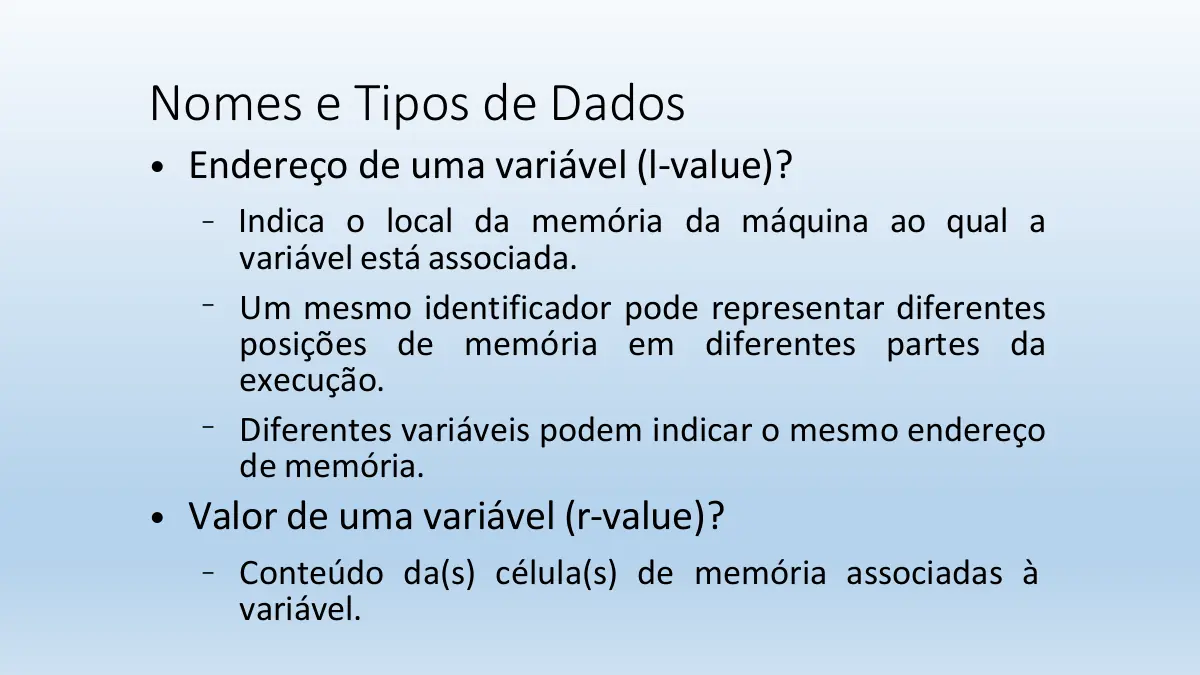 Nomes e Tipos de Dados
• Endereço de uma variável (l-value)?
– Indica o local da memória da máquina ao qual a
variável está associada.
– Um mesmo identificador pode representar diferentes
posições de memória em diferentes partes da
execução.
– Diferentes variáveis podem indicar o mesmo endereço
de memória.
• Valor de uma variável (r-value)?
– Conteúdo da(s) célula(s) de memória associadas à
variável.